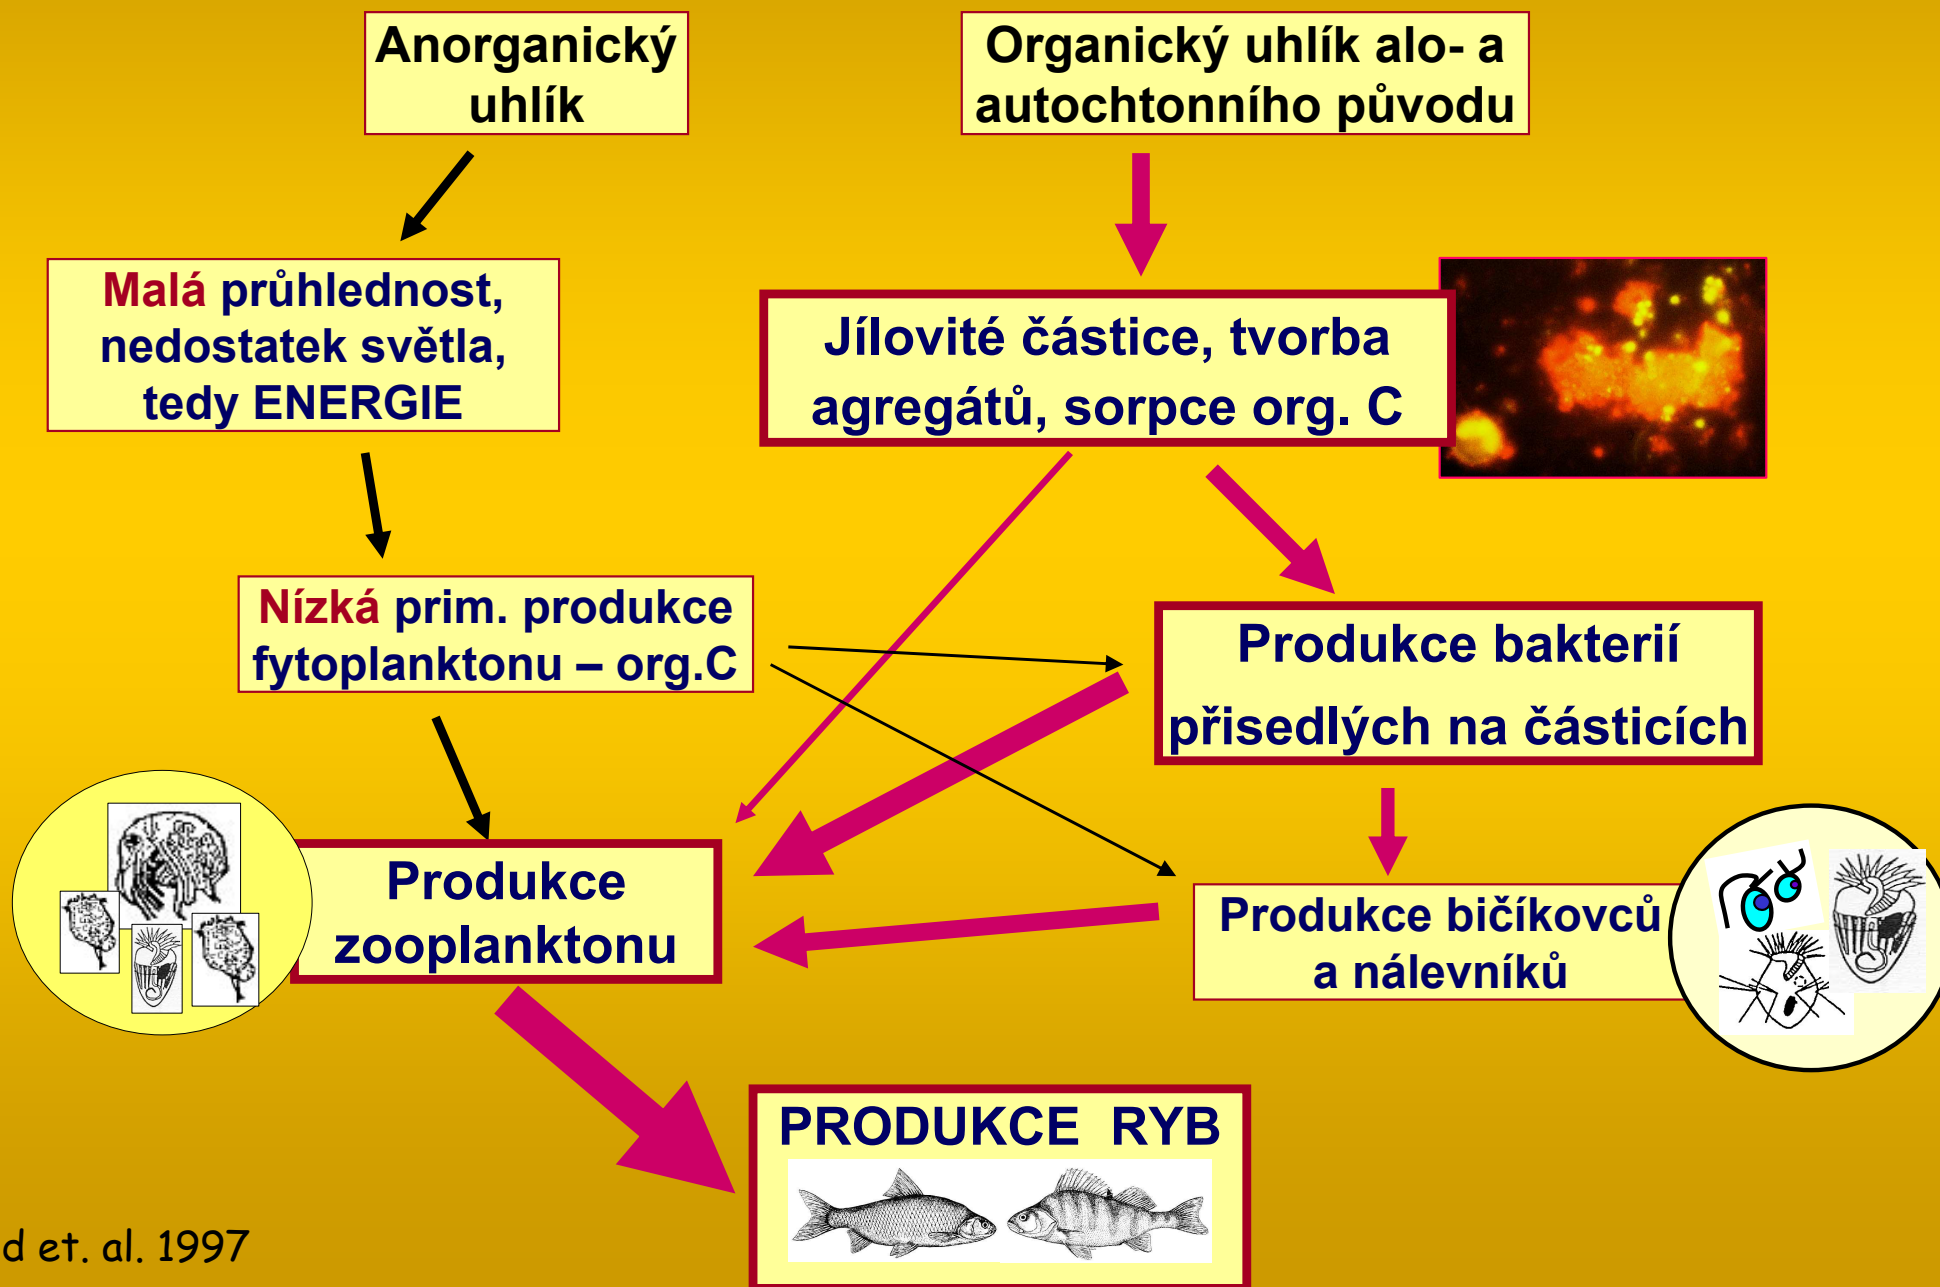 Anorganický
uhlík
Organický uhlík alo- a
autochtonního původu
Malá průhlednost,
nedostatek světla,
tedy ENERGIE
Jílovité částice, tvorba
agregátů, sorpce org. C
Nízká prim. produkce
fytoplanktonu – org.C
Produkce bakterií
přisedlých na částicích
Produkce
zooplanktonu
Produkce bičíkovců
a nálevníků
PRODUKCE RYB
d et. al. 1997